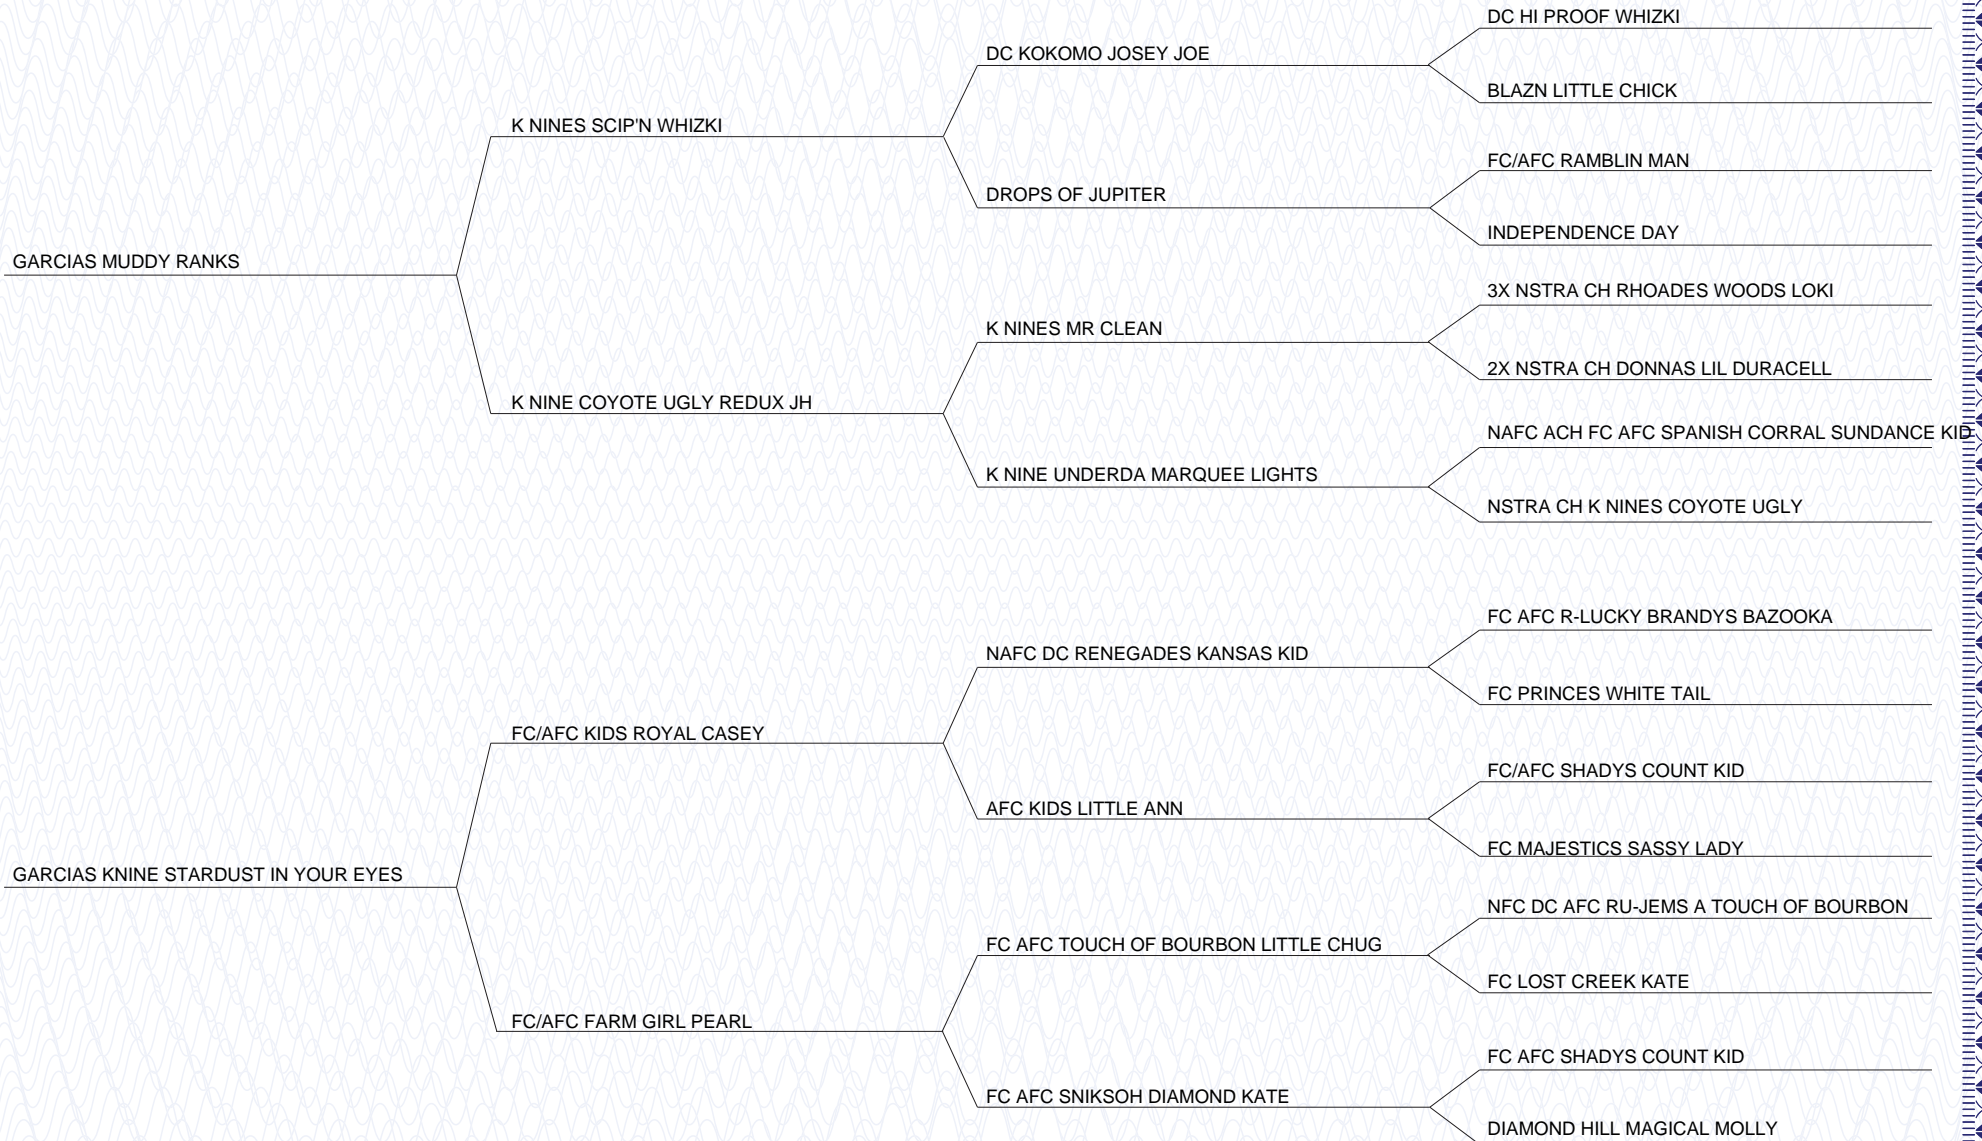 DC HI PROOF WHIZKI
DC KOKOMO JOSEY JOE
BLAZN LITTLE CHICK
K NINES SCIP'N WHIZKI
FC/AFC RAMBLIN MAN
DROPS OF JUPITER
INDEPENDENCE DAY
GARCIAS MUDDY RANKS
3X NSTRA CH RHOADES WOODS LOKI
K NINES MR CLEAN
2X NSTRA CH DONNAS LIL DURACELL
K NINE COYOTE UGLY REDUX JH
NAFC ACH FC AFC SPANISH CORRAL SUNDANCE KID
K NINE UNDERDA MARQUEE LIGHTS
NSTRA CH K NINES COYOTE UGLY
FC AFC R-LUCKY BRANDYS BAZOOKA
NAFC DC RENEGADES KANSAS KID
FC PRINCES WHITE TAIL
FC/AFC KIDS ROYAL CASEY
FC/AFC SHADYS COUNT KID
AFC KIDS LITTLE ANN
FC MAJESTICS SASSY LADY
GARCIAS KNINE STARDUST IN YOUR EYES
NFC DC AFC RU-JEMS A TOUCH OF BOURBON
FC AFC TOUCH OF BOURBON LITTLE CHUG
FC LOST CREEK KATE
FC/AFC FARM GIRL PEARL
FC AFC SHADYS COUNT KID
FC AFC SNIKSOH DIAMOND KATE
DIAMOND HILL MAGICAL MOLLY